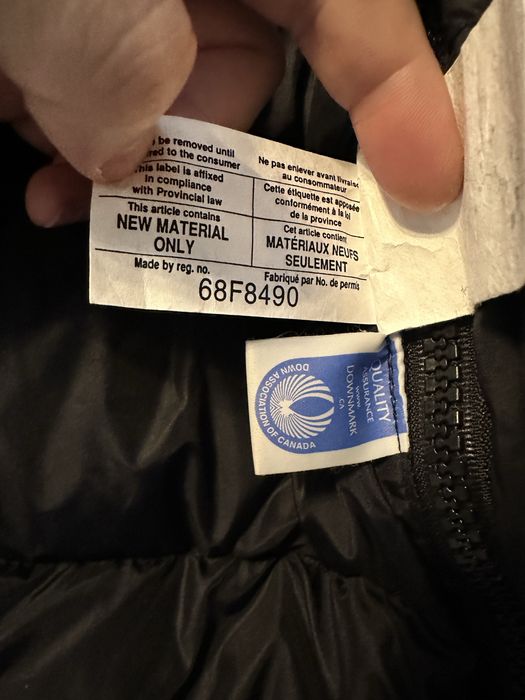 be removed until
to the consumer
this label is affixed
in compliance
with Provincial law
This article contains
NEW MATERIAL
ONLY
Made by reg. no.
Ne pas enlever avant livraison
au consommateur
Cette étiquette est apposée
conformément à la loi
de la province
Cet article contient
MATÉRIAUX NEUFS
SEULEMENT
Fabriqué par No. de permis
68F8490
DOWN ASSOCIATION OF CANADA
QUALITY
ASSURANCE
WWW.
DOWNMARK
.CA